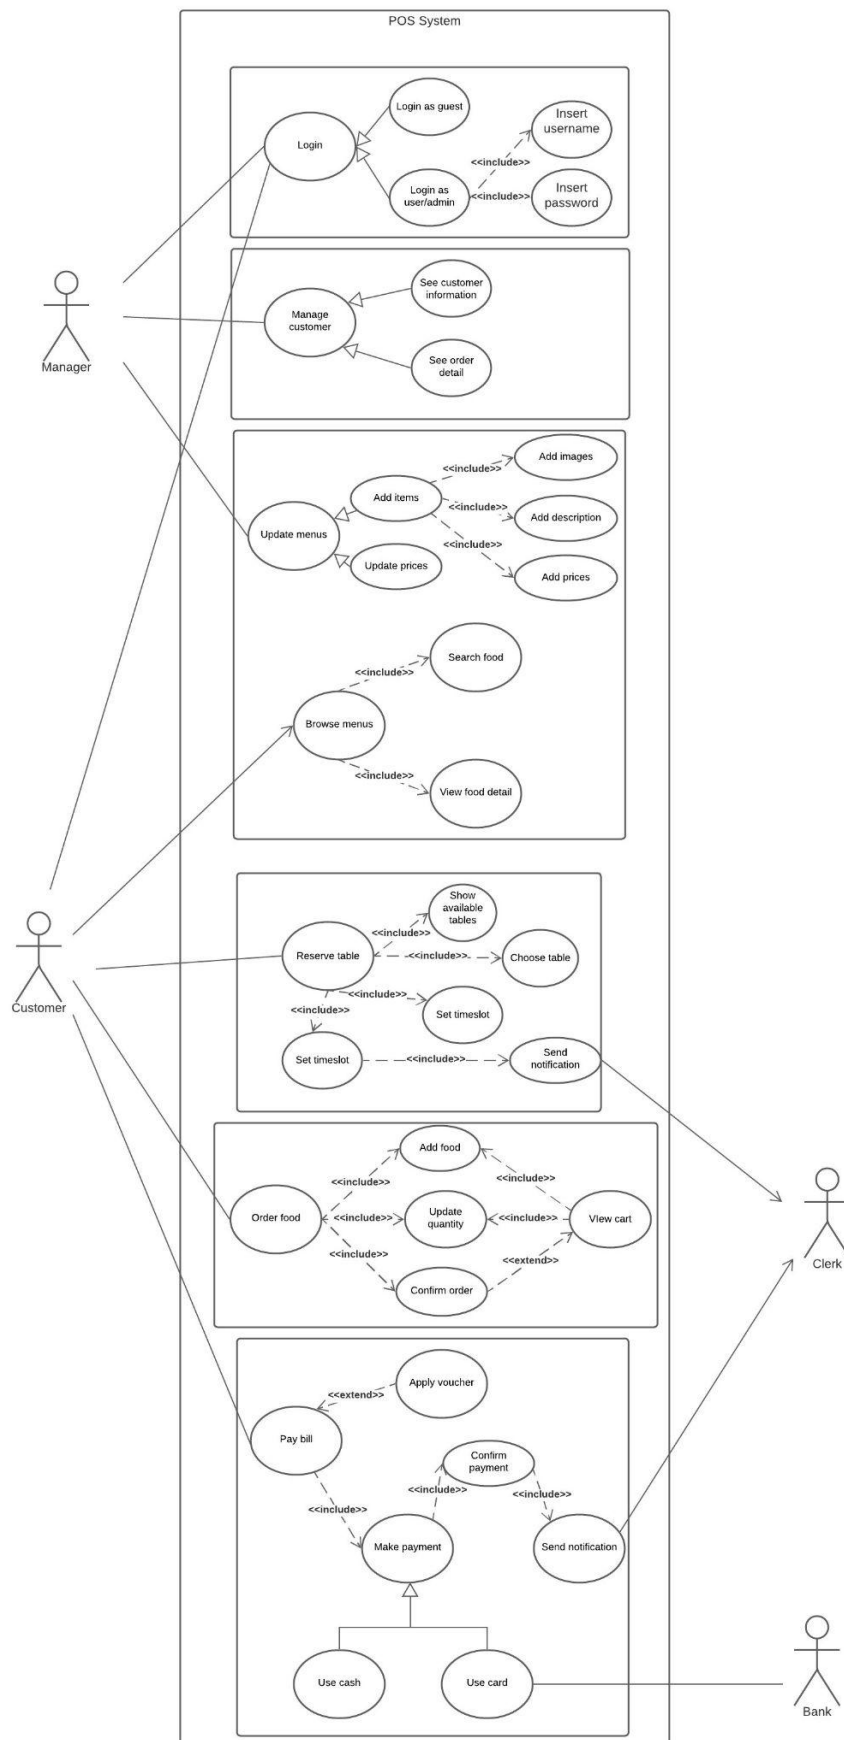 POS System
Login as guest
Insert
username
Login
<<include>>
Login as
user/admin
<<include>>
Insert
password
See customer
information
Manager
Manage
customer
See order
detail
Add images
<<include>>
Add items
<<include>>
Add description
Update menus
<<include>>
Update prices
Add prices
Search food
<<include>>
Browse menus
<<include>>
View food detail
Show
available
tables
<<include>>
Reserve table
<<include>>
Choose table
Customer
<<include>>
<<include>>
Set timeslot
Set timeslot
<<include>>
Send
notification
Add food
<<include>>
<<include>>
Order food
<<include>>
Update
quantity
<<include>>
VIew cart
<<include>>
<<extend>>
Confirm order
Clerk
Apply voucher
<<extend>>
Pay bill
Confirm
payment
<<include>>
<<include>>
<<include>>
Make payment
Send notification
Use cash
Use card
Bank